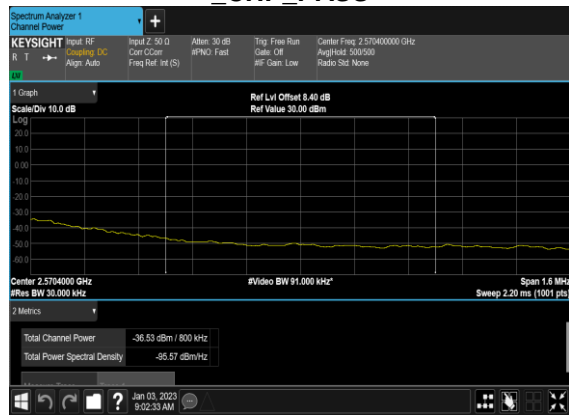 Spectrum Analyzer 1
Channel Power
+
KEYSIGHT
R T
Input: RF
Coupling: DC
Align: Auto
Input Z: 50 Ω
Corr CCorr
Freq Ref: Int (S)
Atten: 30 dB
#PNO: Fast
Trig: Free Run
Gate: Off
#IF Gain: Low
Center Freq: 2.570400000 GHz
Avg|Hold: 500/500
Radio Std: None
1 Graph
Scale/Div 10.0 dB
Ref Lvl Offset 8.40 dB
Ref Value 30.00 dBm
Log
20.0
10.0
0.00
-10.0
-20.0
-30.0
-40.0
-50.0
-60.0
Center 2.5704000 GHz
#Video BW 91.000 kHz*
Span 1.6 MHz
#Res BW 30.000 kHz
Sweep 2.20 ms (1001 pts)
2 Metrics
Total Channel Power -36.53 dBm / 800 kHz
Total Power Spectral Density -95.57 dBm/Hz
?
Jan 03, 2023
9:02:33 AM